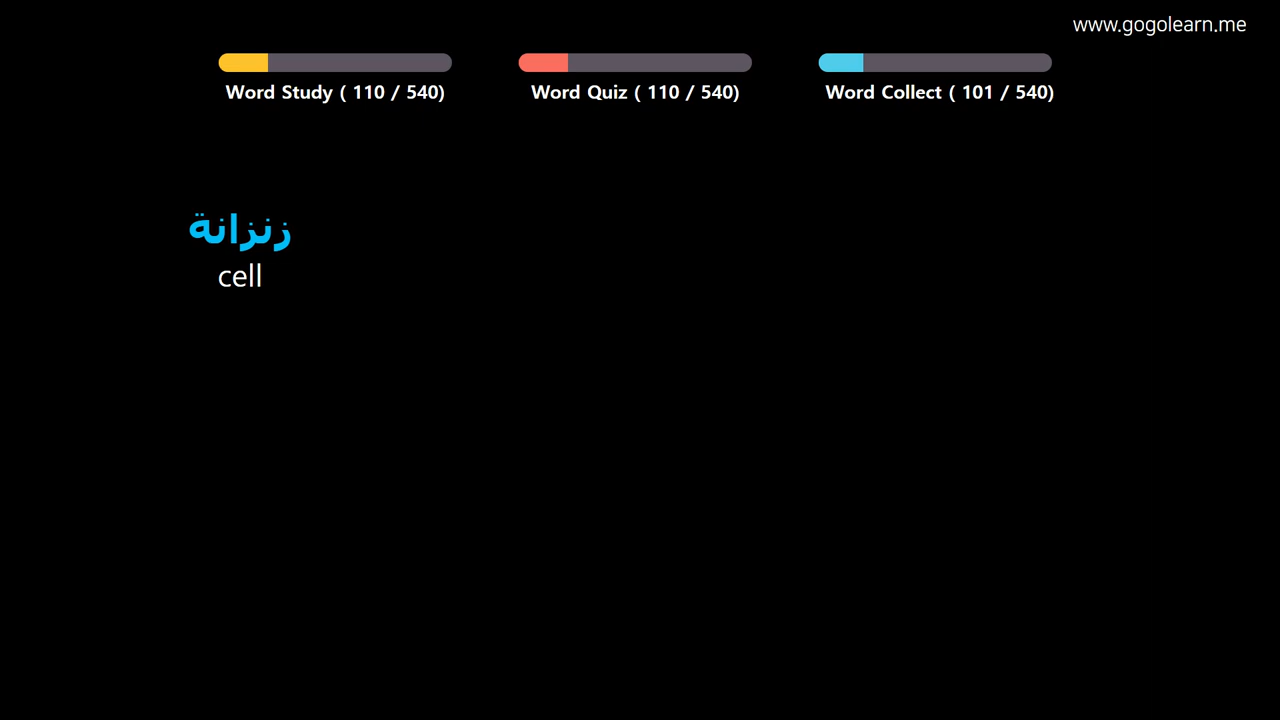 www.gogolearn.me
Word Study ( 110 / 540)
Word Quiz ( 110 / 540)
Word Collect ( 101 / 540)
زنزانة
cell